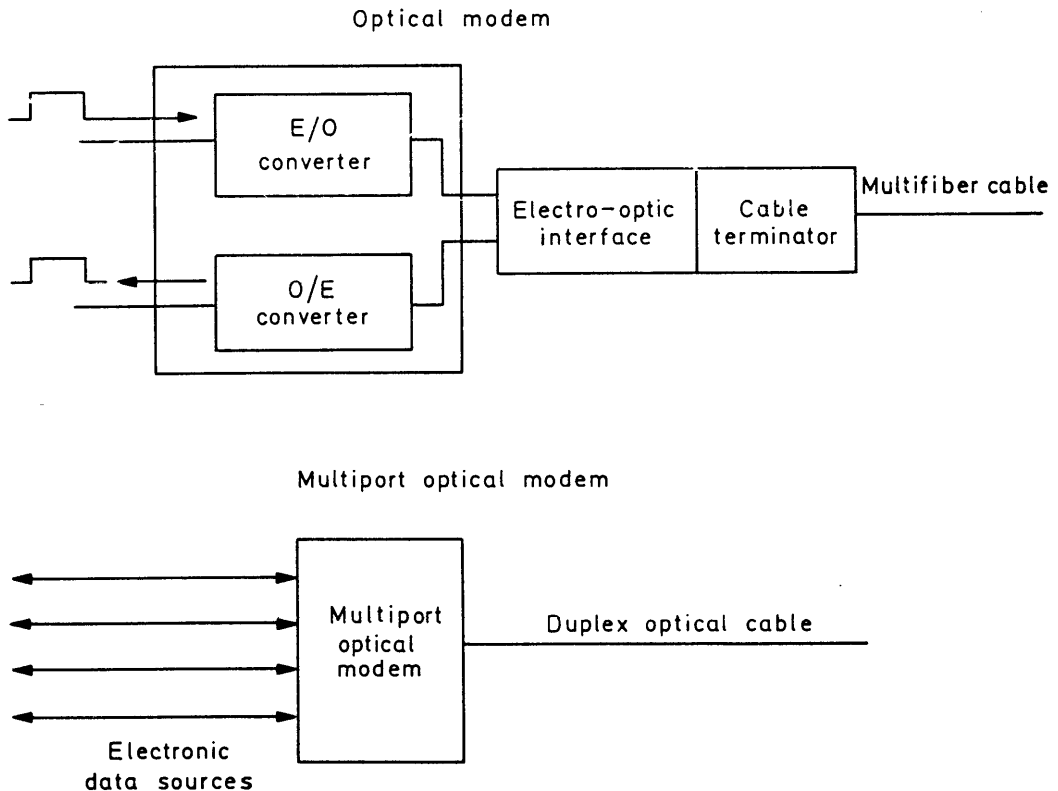 Optical modem
E/O
converter
Electro-optic
interface
Cable
terminator
Multifiber cable
O/E
converter
Multiport optical modem
Multiport
optical
modem
Duplex optical cable
Electronic
data sources